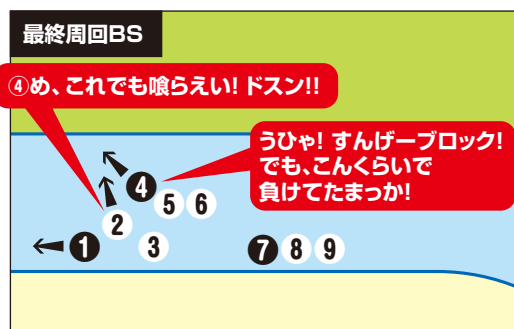 最終周回BS
④め、これでも喰らえい! ドスン!!
うひゃ! すんげーブロック!
でも、こんくらいで
負けてたまっか!
4
5 6
2
1 3 7 8 9